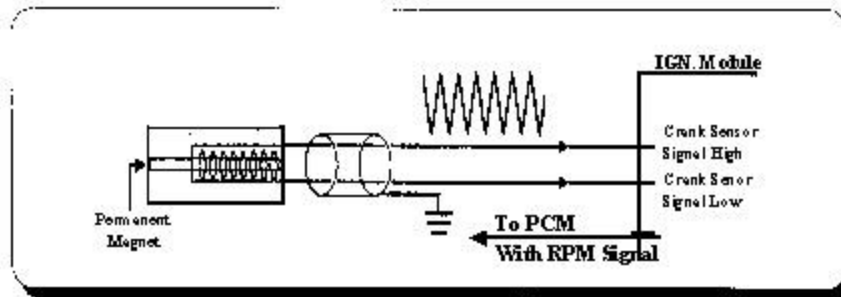 IGN. Module
Crank Sensor
Signal High
Crank Senor
Signal Low
Permanent
Magnet
To PCM
With RPM Signal